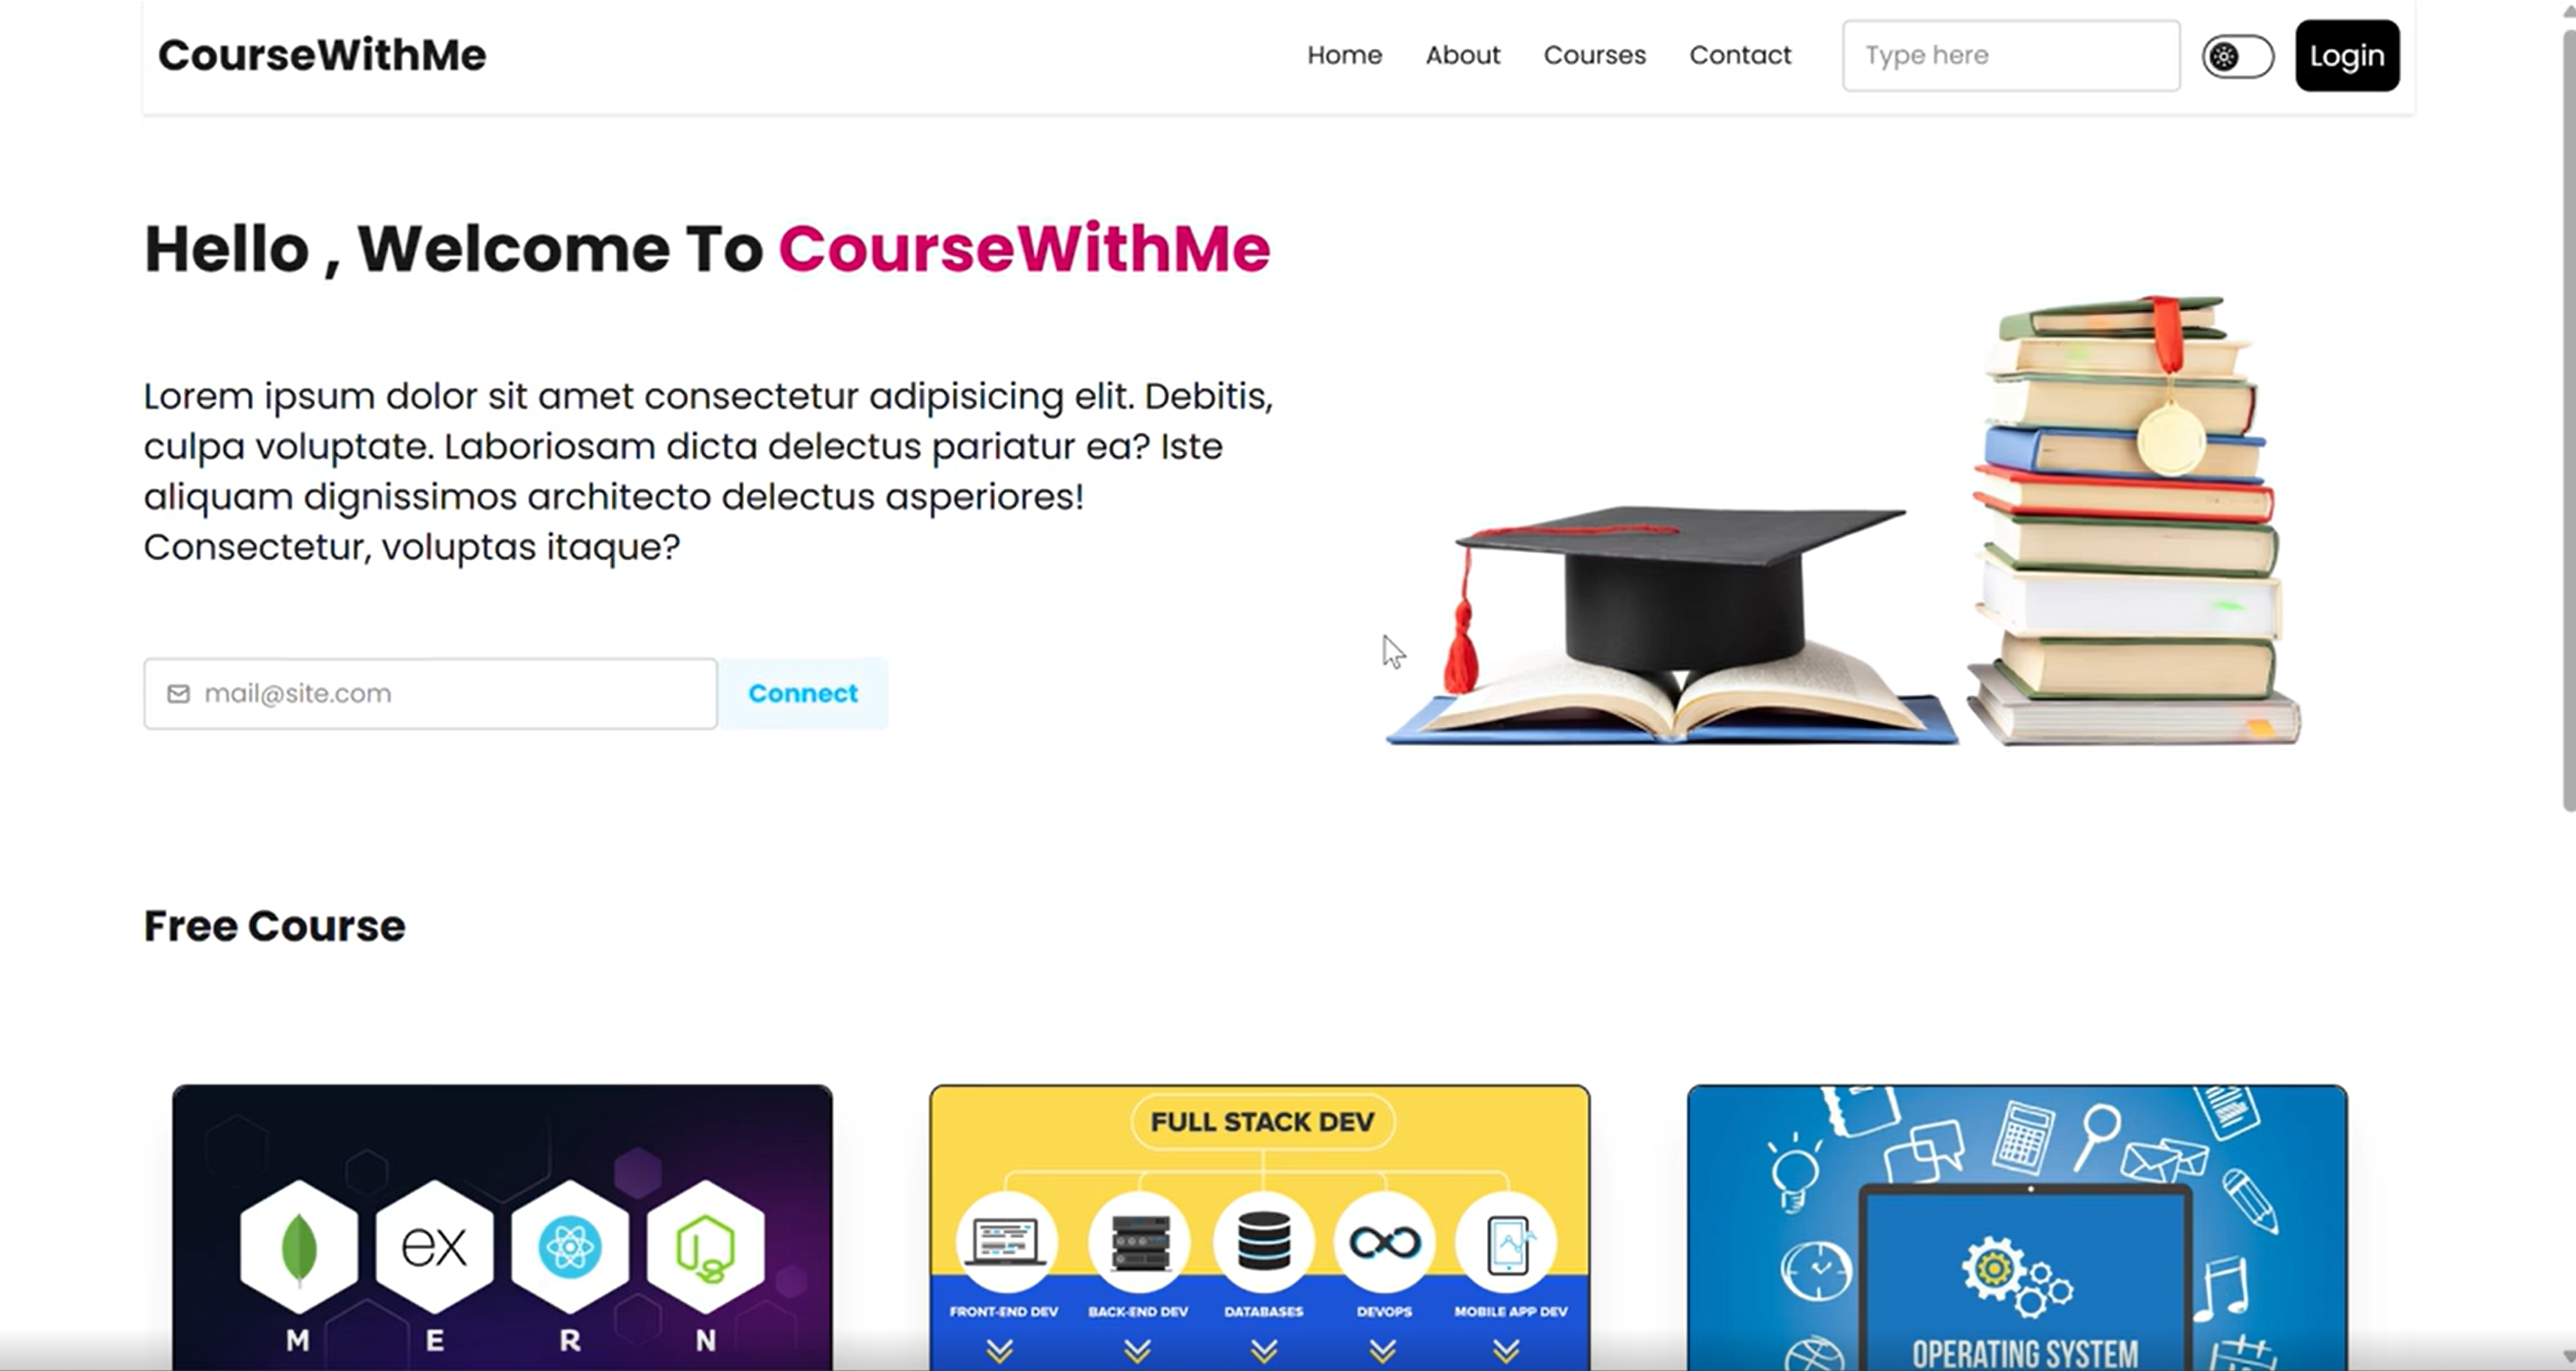 CourseWithMe
Home About Courses Contact Type here Login
Hello , Welcome To CourseWithMe
Lorem ipsum dolor sit amet consectetur adipisicing elit. Debitis,
culpa voluptate. Laboriosam dicta delectus pariatur ea? Iste
aliquam dignissimos architecto delectus asperiores!
Consectetur, voluptas itaque?
mail@site.com Connect
Free Course
ex
JS
M E R N
FULL STACK DEV
FRONT-END DEV BACK-END DEV DATABASES DEVOPS MOBILE APP DEV
OPERATING SYSTEM